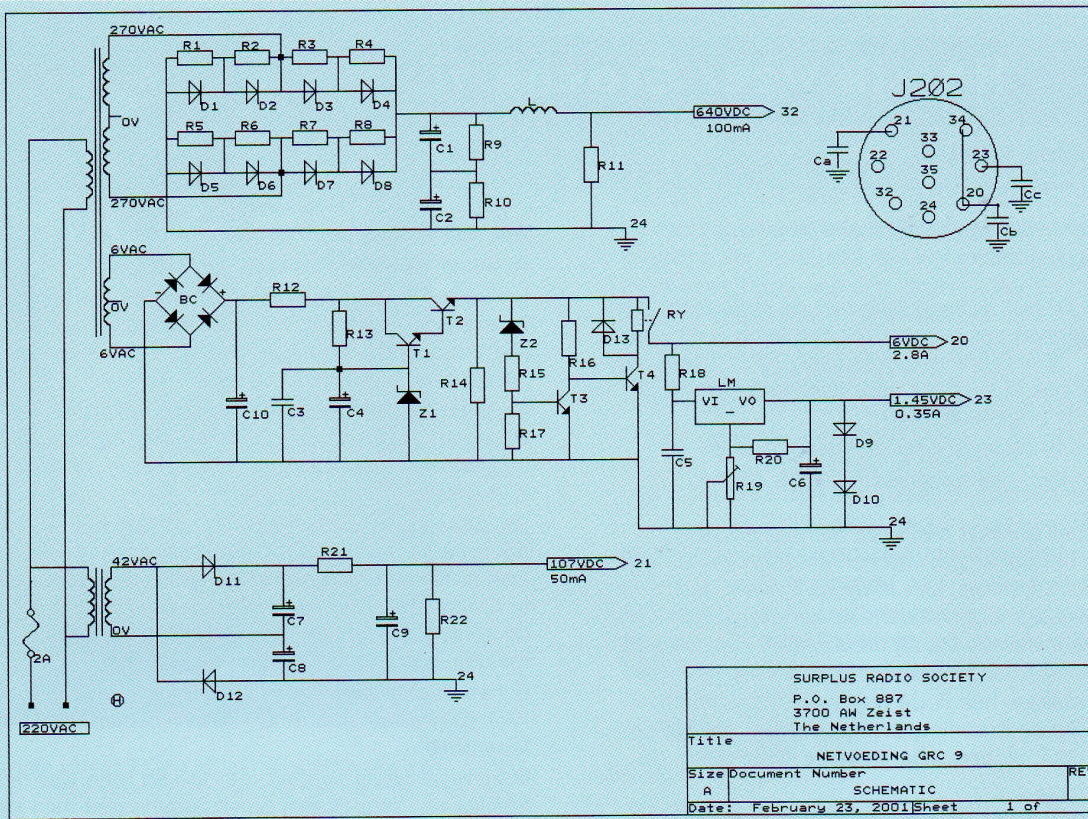 270VAC
R1 R2 R3 R4
D1 D2 D3 D4
0V
R5 R6 R7 R8
D5 D6 D7 D8
270VAC
+ C1
R9
+ C2
R10
L
R11
640VDC 32
100mA
24
J202
21 34
33
22 23
35
32 20
24
Ca
Cc
Cb
6VAC
- BC +
0V
6VAC
R12
R13
T1
T2
+ C10
C3
+ C4
Z1
R14
Z2
R15
R17
R16
T3
D13
T4
RY
R18
6VDC 20
2.8A
LM
VI VO
-
1.45VDC 23
0.35A
C5
R19
R20
+ C6
D9
D10
24
42VAC
D11
R21
107VDC 21
50mA
+ C7
+ C8
+ C9
R22
0V
D12
24
2A
H
220VAC
SURPLUS RADIO SOCIETY
P.O. Box 887
3700 AW Zeist
The Netherlands
Title
NETVOEDING GRC 9
Size Document Number RE
A SCHEMATIC
Date: February 23, 2001 Sheet 1 of